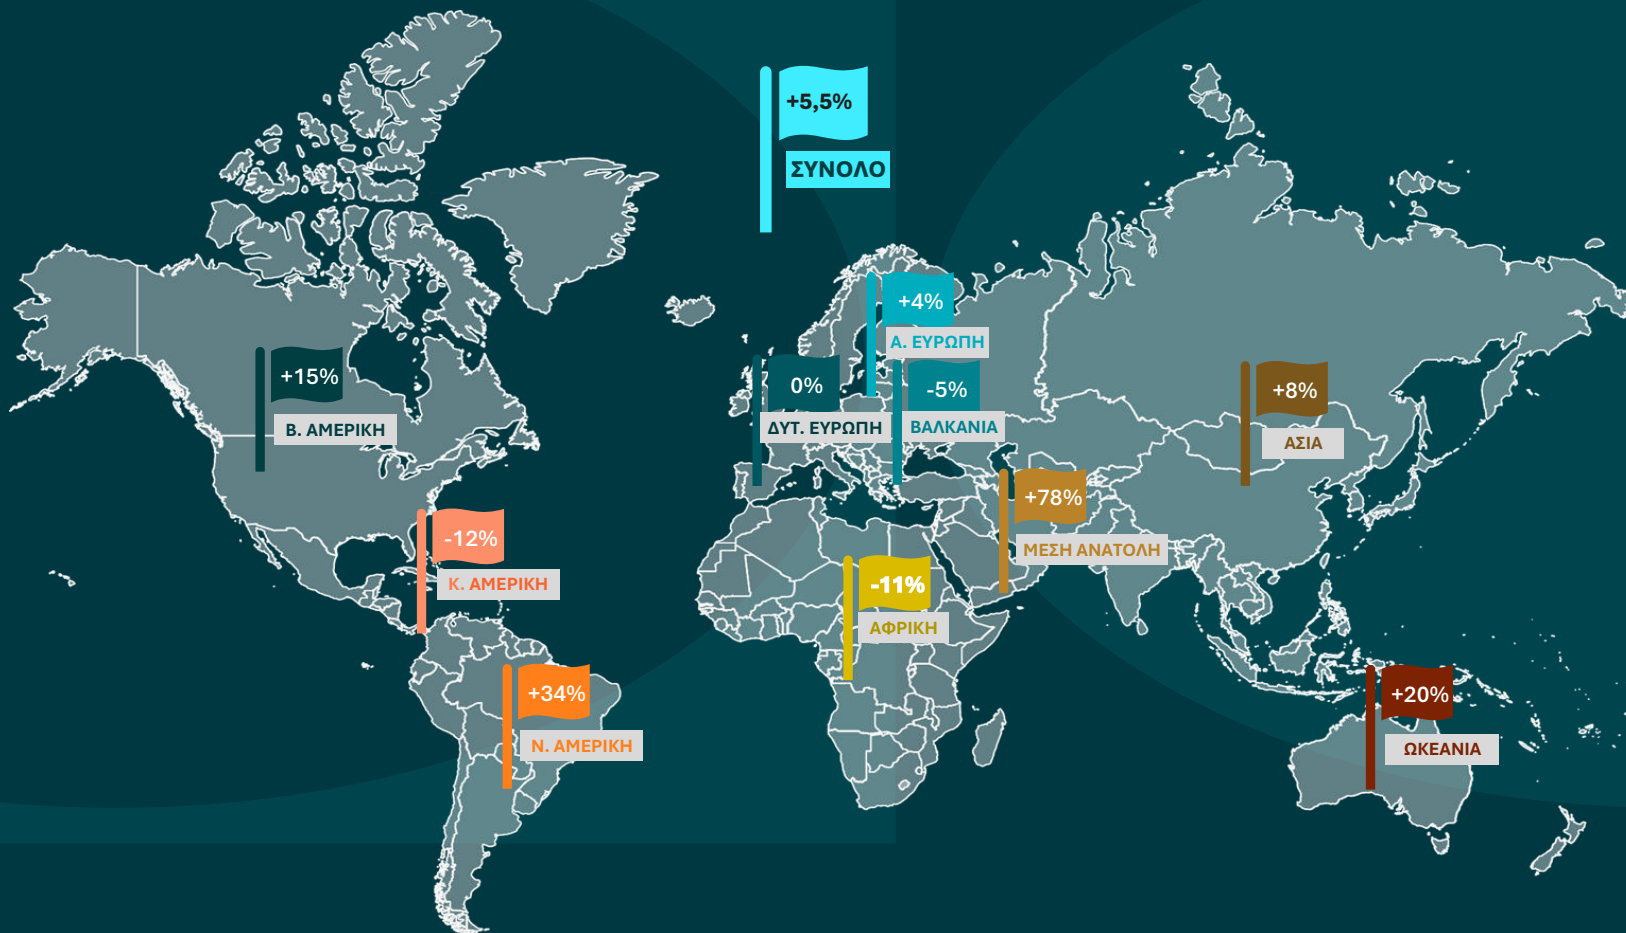 +5,5%
ΣΥΝΟΛΟ
+4%
Α. ΕΥΡΩΠΗ
+15%
Β. ΑΜΕΡΙΚΗ
0%
ΔΥΤ. ΕΥΡΩΠΗ
-5%
ΒΑΛΚΑΝΙΑ
+8%
ΑΣΙΑ
+78%
ΜΕΣΗ ΑΝΑΤΟΛΗ
-12%
Κ. ΑΜΕΡΙΚΗ
-11%
ΑΦΡΙΚΗ
+34%
Ν. ΑΜΕΡΙΚΗ
+20%
ΩΚΕΑΝΙΑ